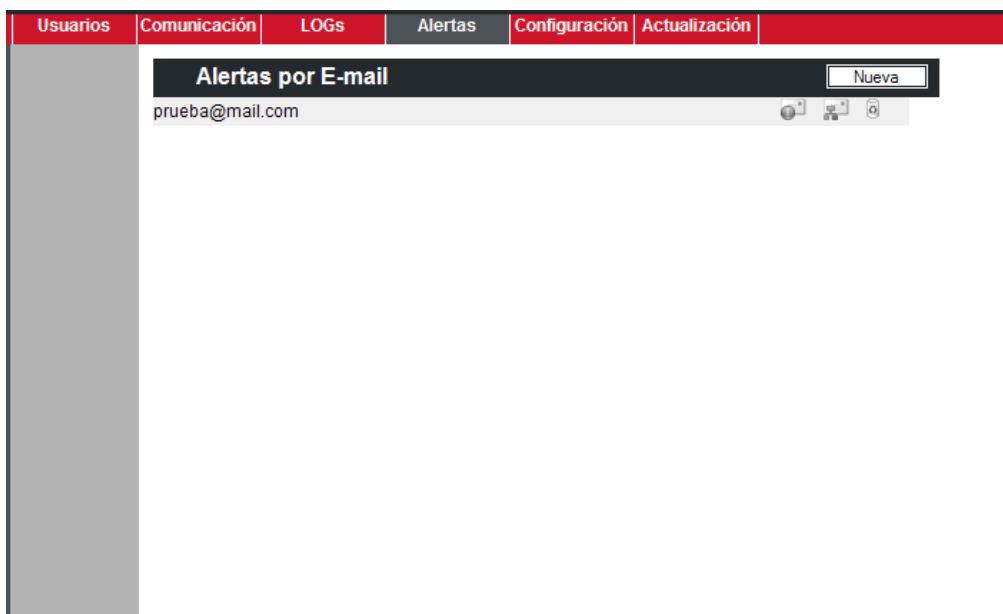 Usuarios Comunicación LOGs Alertas Configuración Actualización
Alertas por E-mail Nueva
prueba@mail.com